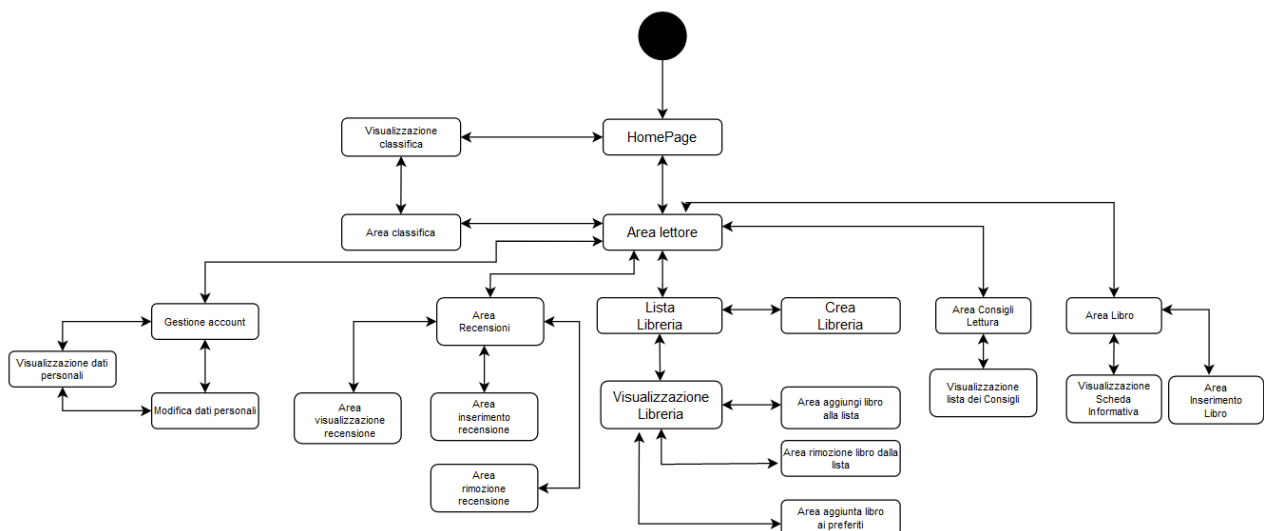 HomePage
Visualizzazione
classifica
Area classifica
Area lettore
Gestione account
Visualizzazione dati
personali
Modifica dati personali
Area
Recensioni
Area
visualizzazione
recensione
Area
inserimento
recensione
Area
rimozione
recensione
Lista
Libreria
Crea
Libreria
Visualizzazione
Libreria
Area aggiungi libro
alla lista
Area rimozione libro dalla
lista
Area aggiunta libro
ai preferiti
Area Consigli
Lettura
Visualizzazione
lista dei Consigli
Area Libro
Visualizzazione
Scheda
Informativa
Area
Inserimento
Libro